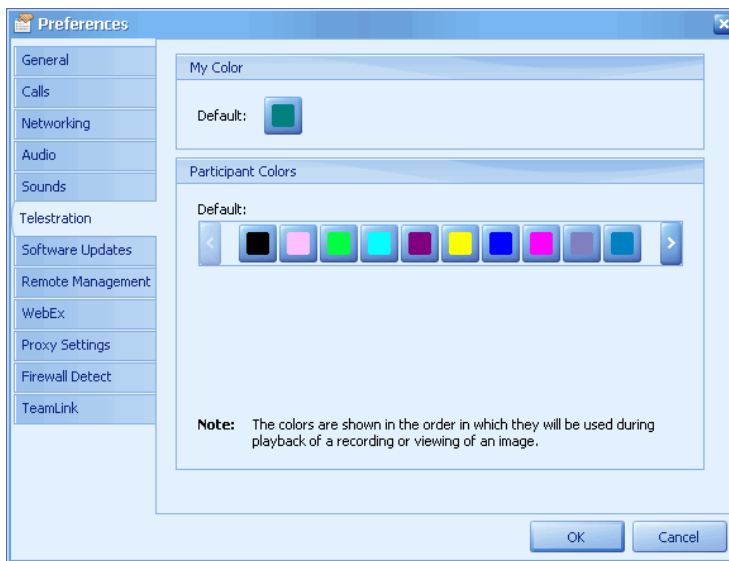 Preferences
General
Calls
Networking
Audio
Sounds
Telestration
Software Updates
Remote Management
WebEx
Proxy Settings
Firewall Detect
TeamLink
My Color
Default:
Participant Colors
Default:
Note: The colors are shown in the order in which they will be used during
playback of a recording or viewing of an image.
OK Cancel